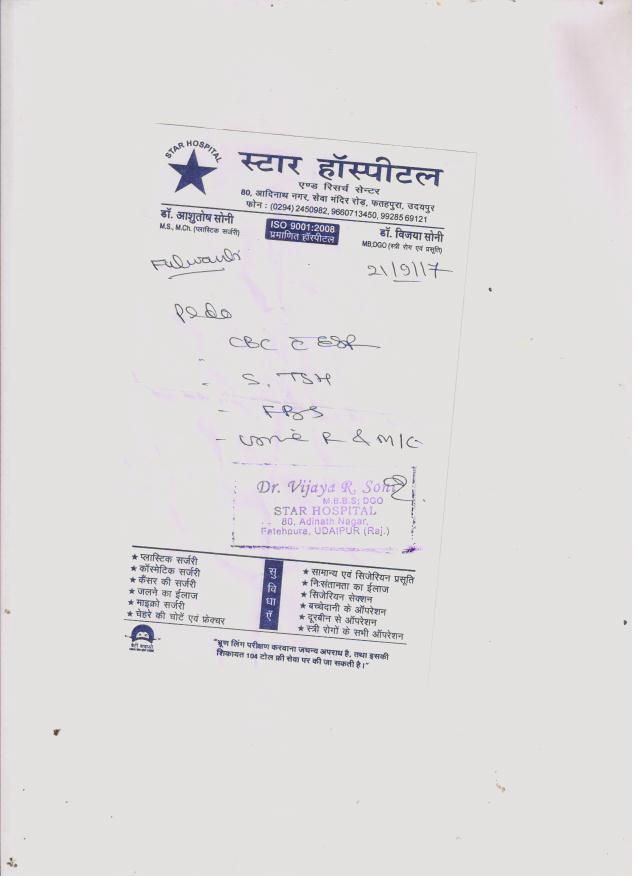 STAR HOSPITAL
स्टार हॉस्पीटल
एण्ड रिसर्च सेन्टर
80, आदिनाथ नगर, सेवा मंदिर रोड, फतहपुरा, उदयपुर
फोन : (0294) 2450982, 9660713450, 9928569121
डॉ. आशुतोष सोनी
M.S., M.Ch. (प्लास्टिक सर्जरी)
ISO 9001:2008
प्रमाणित हॉस्पीटल
डॉ. विजया सोनी
MB;DGO (स्त्री रोग एवं प्रसूति)
21/9/17
CBC c ESR
- S. TSH
- FBS
- R & M/C
Dr. Vijaya R. Soni
M.B.B.S; DGO
STAR HOSPITAL
80, Adinath Nagar,
Fatehpura, UDAIPUR (Raj.)
★ प्लास्टिक सर्जरी
★ कॉस्मेटिक सर्जरी
★ कैंसर की सर्जरी
★ जलने का ईलाज
★ माइक्रो सर्जरी
★ चेहरे की चोटें एवं फ्रेक्चर
सुविधाएँ
★ सामान्य एवं सिजेरियन प्रसूति
★ निःसंतानता का ईलाज
★ सिजेरियन सेक्शन
★ बच्चेदानी के ऑपरेशन
★ दूरबीन से ऑपरेशन
★ स्त्री रोगों के सभी ऑपरेशन
बेटी बचाओ
"भ्रूण लिंग परीक्षण करवाना जघन्य अपराध है, तथा इसकी
शिकायत 104 टोल फ्री सेवा पर की जा सकती है।"